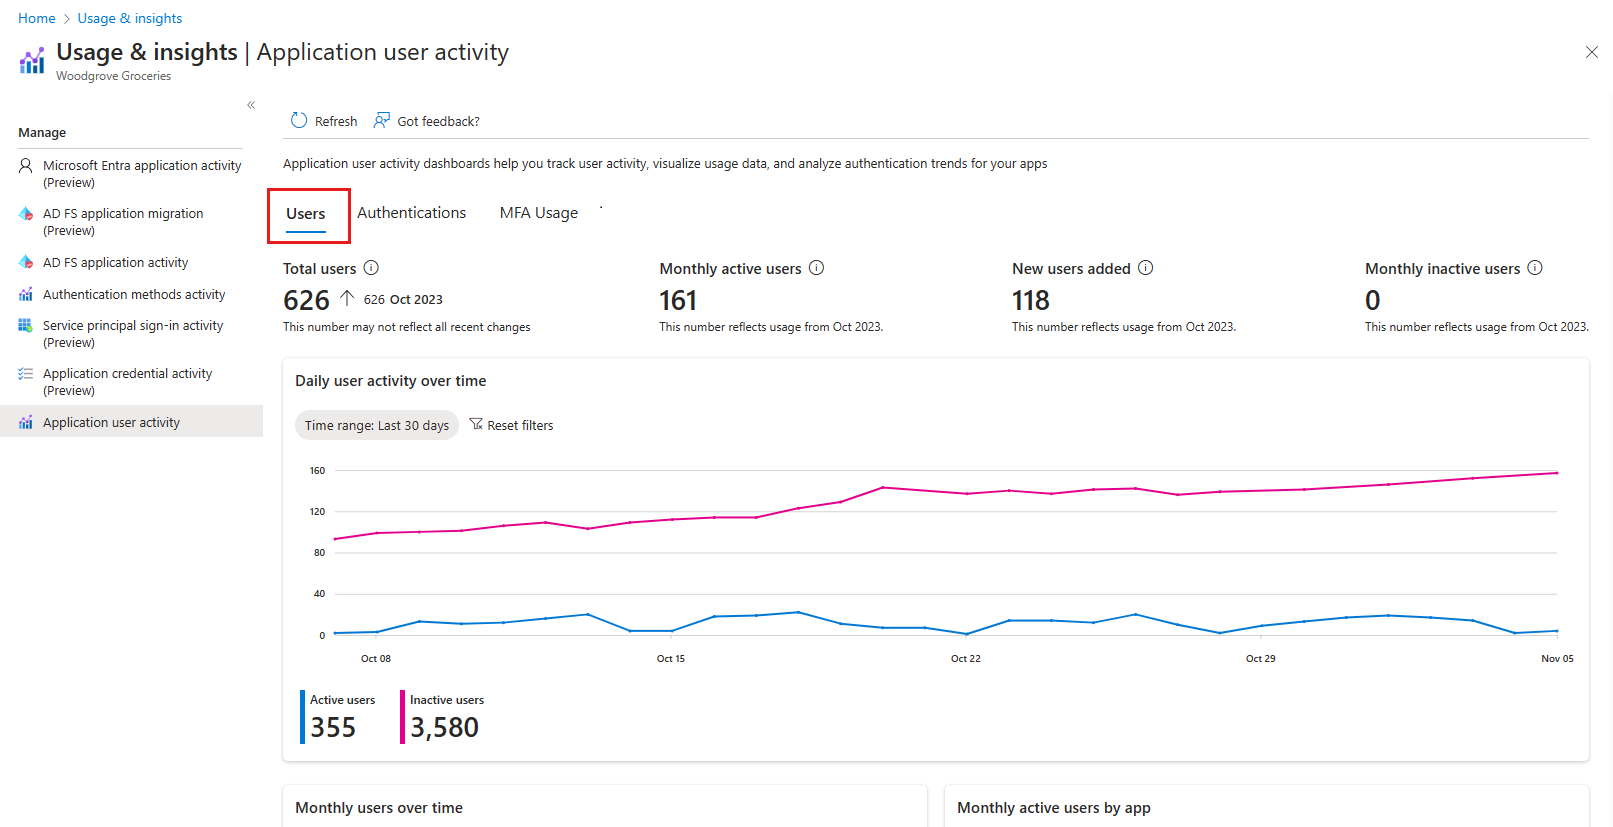 Home > Usage & insights
Usage & insights | Application user activity
Woodgrove Groceries
«
Manage
Microsoft Entra application activity
(Preview)
AD FS application migration
(Preview)
AD FS application activity
Authentication methods activity
Service principal sign-in activity
(Preview)
Application credential activity
(Preview)
Application user activity
Refresh Got feedback?
Application user activity dashboards help you track user activity, visualize usage data, and analyze authentication trends for your apps
Users Authentications MFA Usage
Total users Monthly active users New users added Monthly inactive users
626 ↑ 626 Oct 2023 161 118 0
This number may not reflect all recent changes This number reflects usage from Oct 2023. This number reflects usage from Oct 2023. This number reflects usage from Oct 2023.
Daily user activity over time
Time range: Last 30 days Reset filters
160
120
80
40
0
Oct 08 Oct 15 Oct 22 Oct 29 Nov 05
Active users Inactive users
355 3,580
Monthly users over time Monthly active users by app